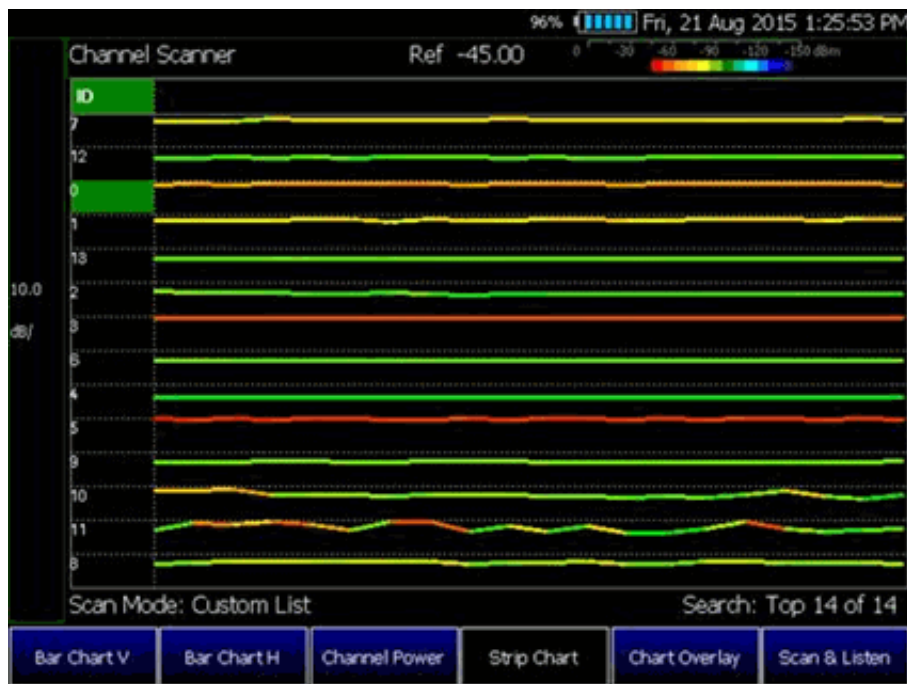 96% Fri, 21 Aug 2015 1:25:53 PM
Channel Scanner Ref -45.00 0 -30 -60 -90 -120 -150 dBm
ID
7
12
0
1
13
10.0 2
dB/ 3
6
4
5
9
10
11
8
Scan Mode: Custom List Search: Top 14 of 14
Bar Chart V Bar Chart H Channel Power Strip Chart Chart Overlay Scan & Listen